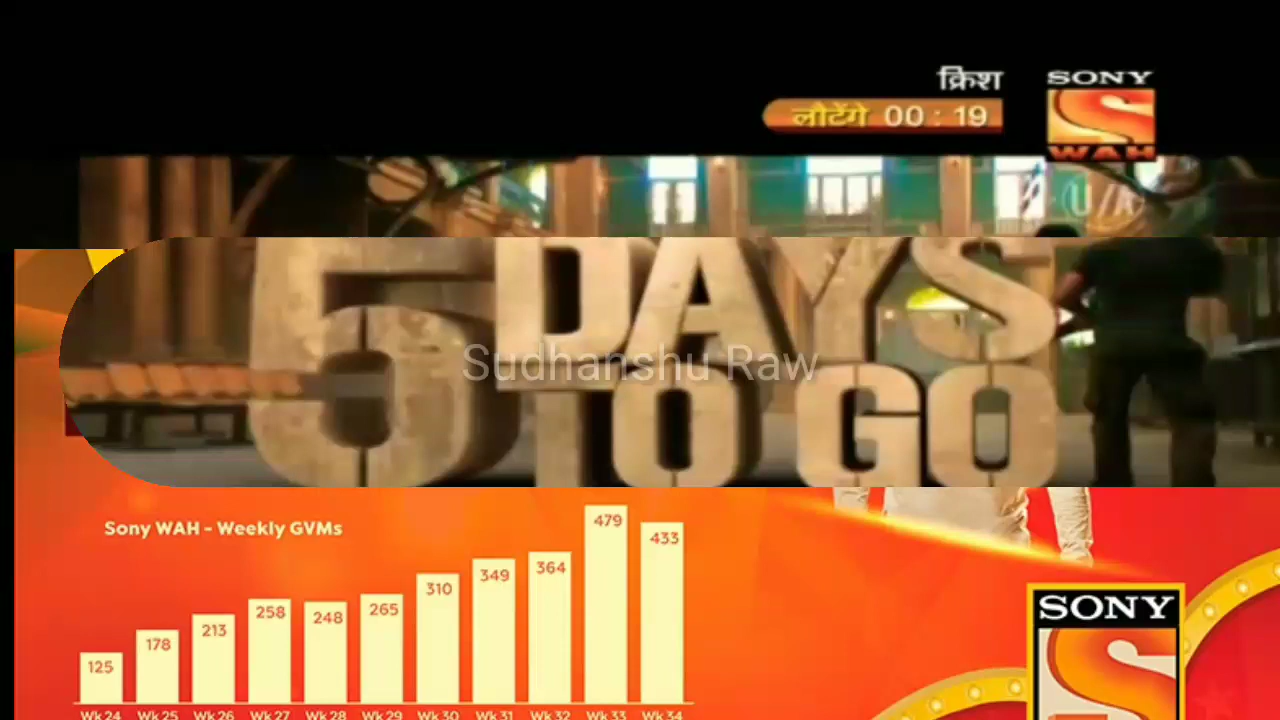 क्रिश
लौटेंगे 00 : 19
SONY
WAH
U/A
5 DAYS
TO GO
Sudhanshu Raw
Sony WAH - Weekly GVMs
125 178 213 258 248 265 310 349 364 479 433
Wk 24 Wk 25 Wk 26 Wk 27 Wk 28 Wk 29 Wk 30 Wk 31 Wk 32 Wk 33 Wk 34
SONY